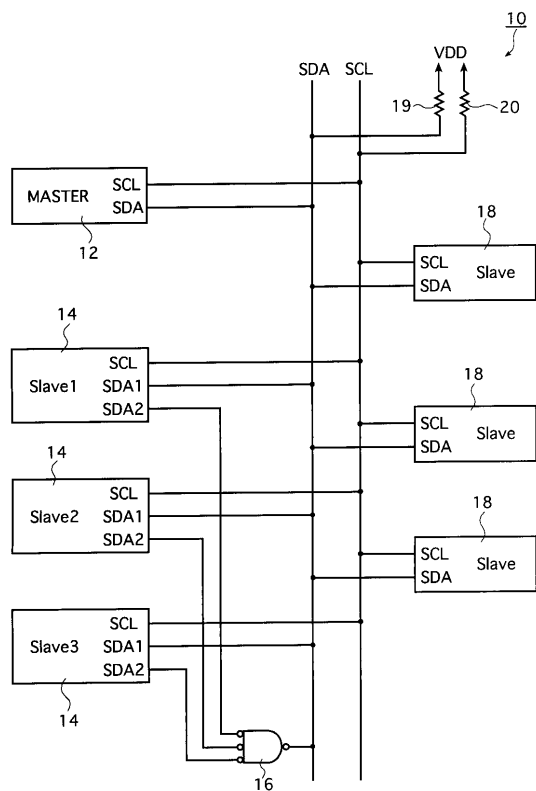 10
VDD
SDA SCL
19 20
MASTER SCL
SDA
12
18
SCL Slave
SDA
14
Slave1 SCL
SDA1
SDA2
18
SCL Slave
SDA
14
Slave2 SCL
SDA1
SDA2
18
SCL Slave
SDA
Slave3 SCL
SDA1
SDA2
14
16